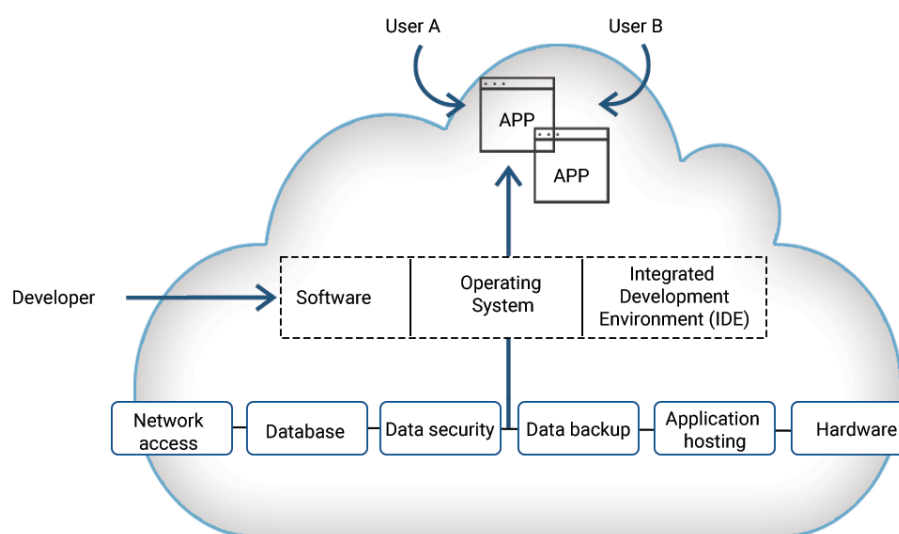 User A
User B
APP
APP
Developer
Software
Operating
System
Integrated
Development
Environment (IDE)
Network
access
Database
Data security
Data backup
Application
hosting
Hardware